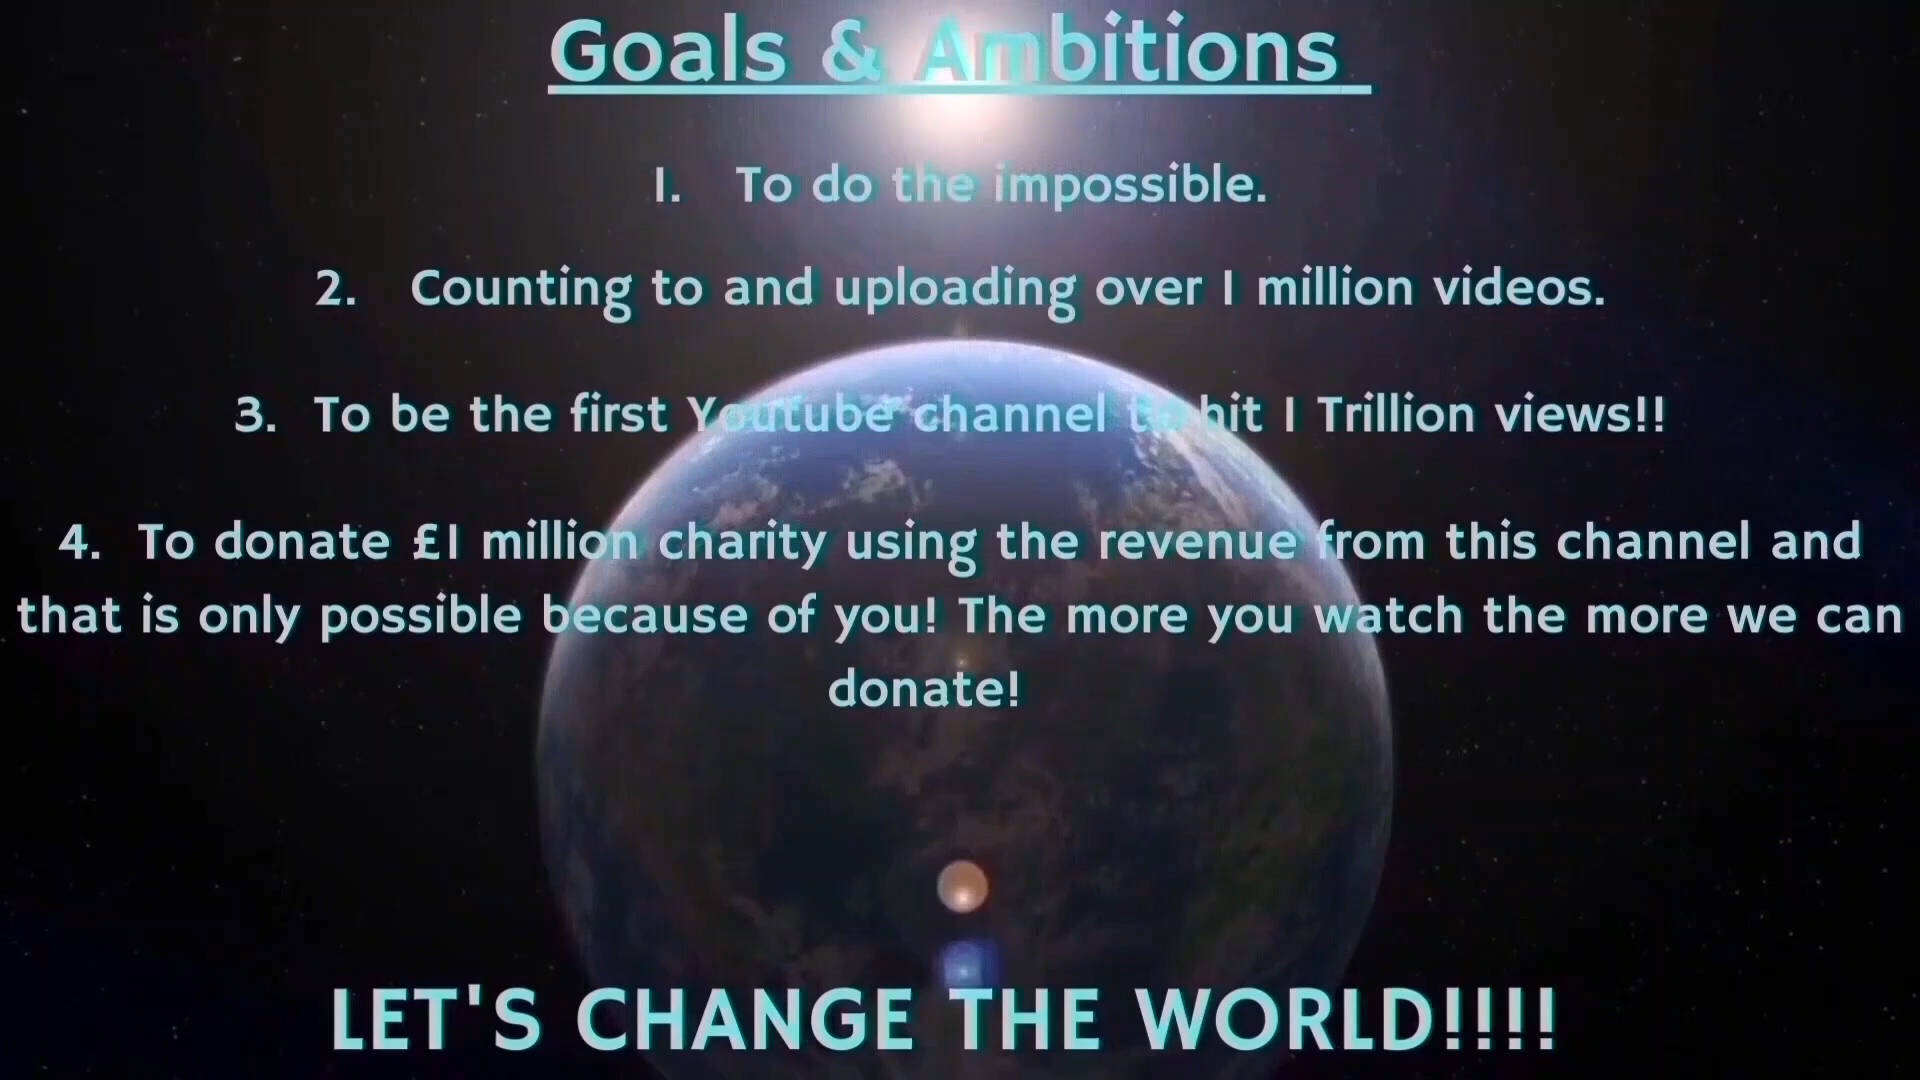 Goals & Ambitions
1. To do the impossible.
2. Counting to and uploading over 1 million videos.
3. To be the first Youtube channel to hit 1 Trillion views!!
4. To donate £1 million charity using the revenue from this channel and
that is only possible because of you! The more you watch the more we can
donate!
LET'S CHANGE THE WORLD!!!!